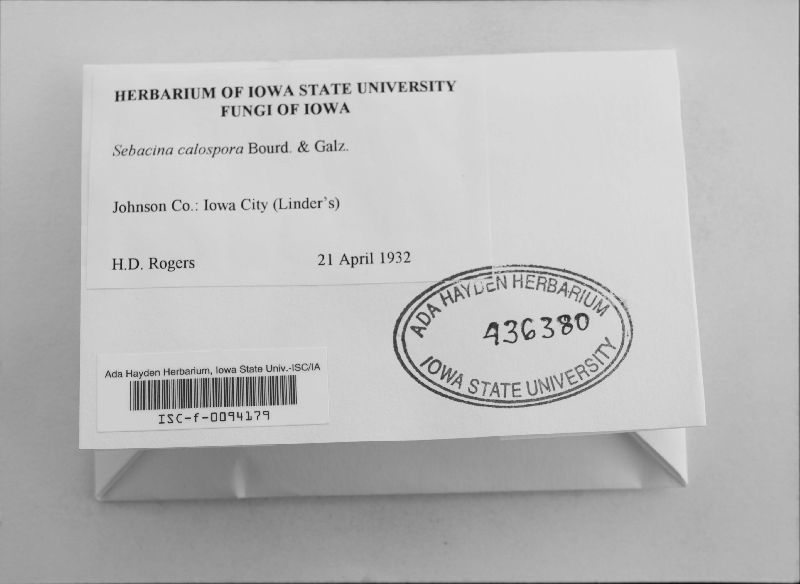 HERBARIUM OF IOWA STATE UNIVERSITY
FUNGI OF IOWA
Sebacina calospora Bourd. & Galz.
Johnson Co.: Iowa City (Linder's)
H.D. Rogers 21 April 1932
ADA HAYDEN HERBARIUM
436380
IOWA STATE UNIVERSITY
Ada Hayden Herbarium, Iowa State Univ.-ISC/IA
ISC-f-0094179